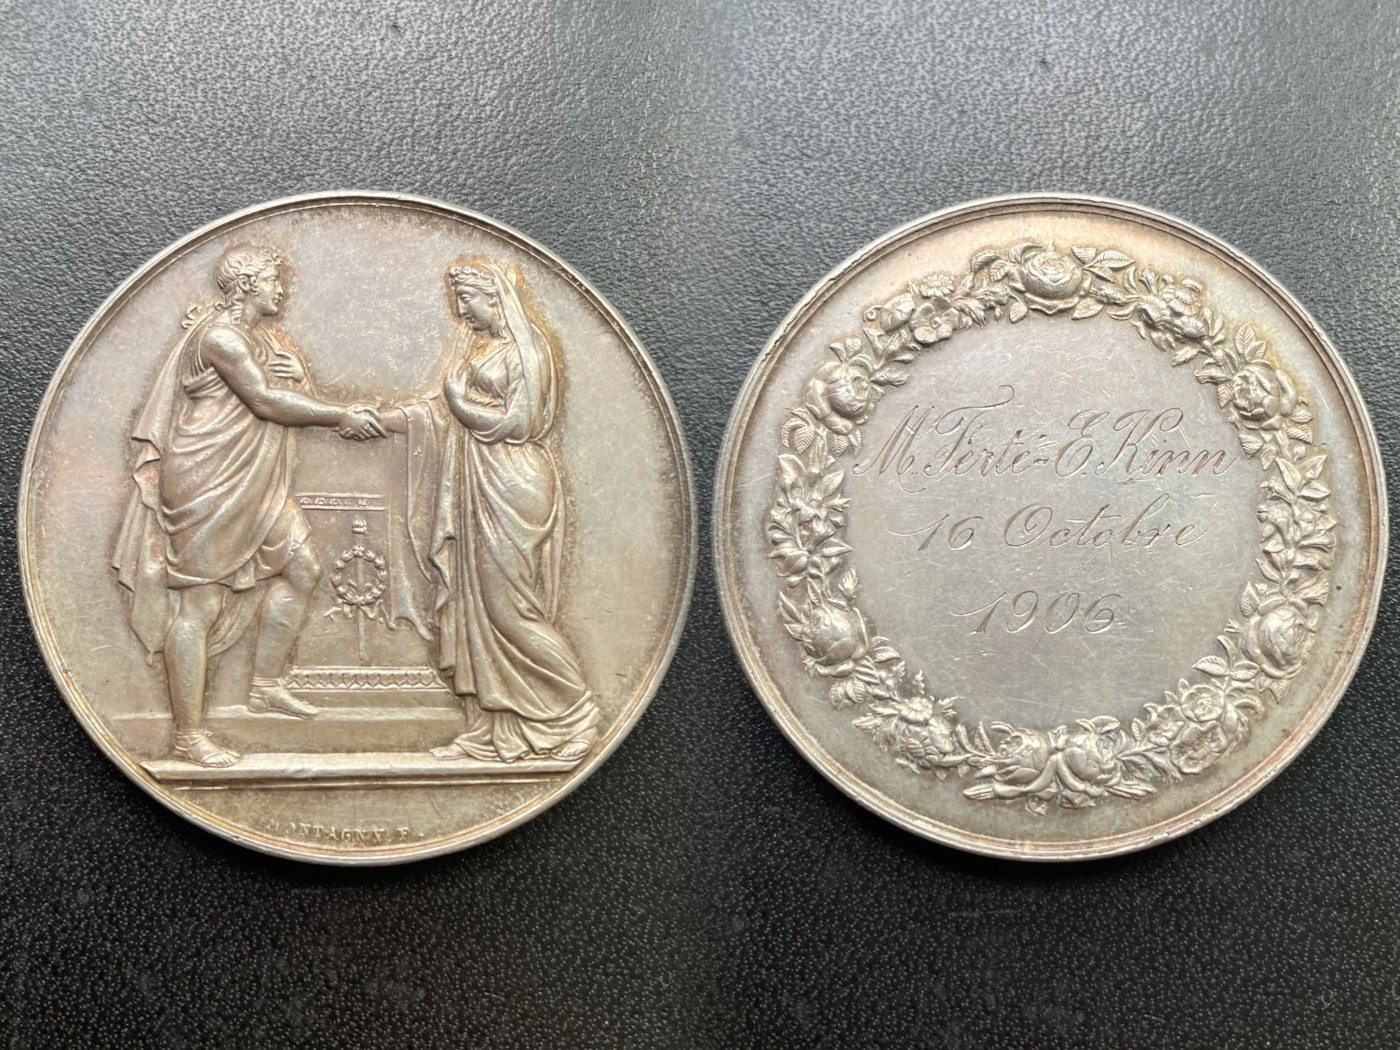 MONTAGNY F.
M. Ferté-E. Kinn
16 Octobre
1906